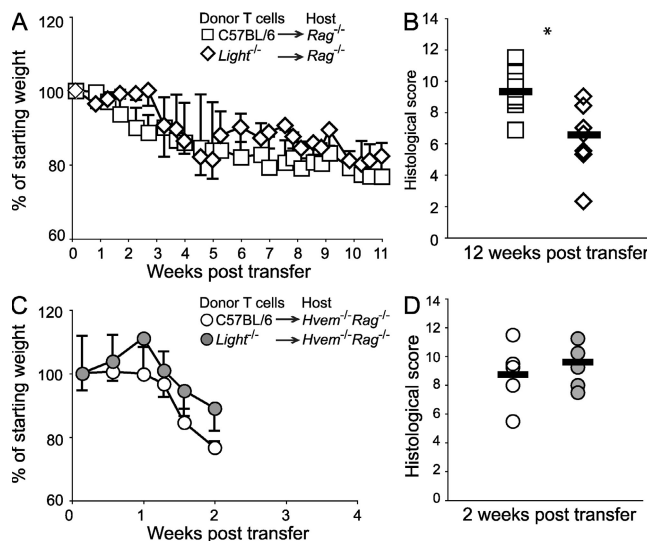 A
Donor T cells Host
C57BL/6 → Rag-/-
Light-/- → Rag-/-
% of starting weight
120
100
80
60
0 1 2 3 4 5 6 7 8 9 10 11
Weeks post transfer
B
*
Histological score
14
12
10
8
6
4
2
0
12 weeks post transfer
C
Donor T cells Host
C57BL/6 → Hvem-/-Rag-/-
Light-/- → Hvem-/-Rag-/-
% of starting weight
120
100
80
60
0 1 2 3 4
Weeks post transfer
D
Histological score
14
12
10
8
6
4
2
0
2 weeks post transfer